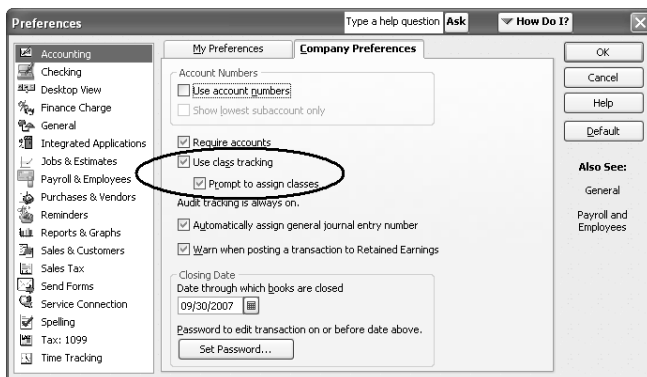 Preferences
Type a help question Ask
How Do I?
Accounting
Checking
Desktop View
Finance Charge
General
Integrated Applications
Jobs & Estimates
Payroll & Employees
Purchases & Vendors
Reminders
Reports & Graphs
Sales & Customers
Sales Tax
Send Forms
Service Connection
Spelling
Tax: 1099
Time Tracking
My Preferences
Company Preferences
Account Numbers
Use account numbers
Show lowest subaccount only
Require accounts
Use class tracking
Prompt to assign classes
Audit tracking is always on.
Automatically assign general journal entry number
Warn when posting a transaction to Retained Earnings
Closing Date
Date through which books are closed
09/30/2007
Password to edit transaction on or before date above.
Set Password...
OK
Cancel
Help
Default
Also See:
General
Payroll and
Employees